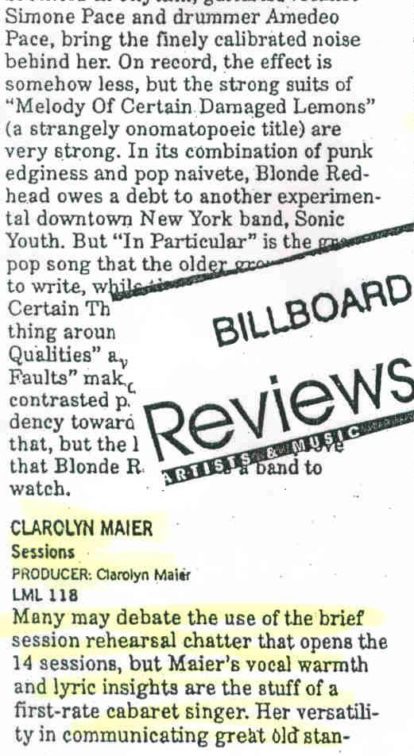 Simone Pace and drummer Amedeo
Pace, bring the finely calibrated noise
behind her. On record, the effect is
somehow less, but the strong suits of
"Melody Of Certain Damaged Lemons"
(a strangely onomatopoeic title) are
very strong. In its combination of punk
edginess and pop naivete, Blonde Red-
head owes a debt to another experimen-
tal downtown New York band, Sonic
Youth. But "In Particular" is the
pop song that the older
to write,
Certain Th
thing aroun
Qualities"
Faults" mak
contrasted p
dency toward
that, but the l
that Blonde R a band to
watch.
BILLBOARD
Reviews
ARTISTS & MUSIC
CLAROLYN MAIER
Sessions
PRODUCER: Clarolyn Maier
LML 118
Many may debate the use of the brief
session rehearsal chatter that opens the
14 sessions, but Maier's vocal warmth
and lyric insights are the stuff of a
first-rate cabaret singer. Her versatili-
ty in communicating great old stan-